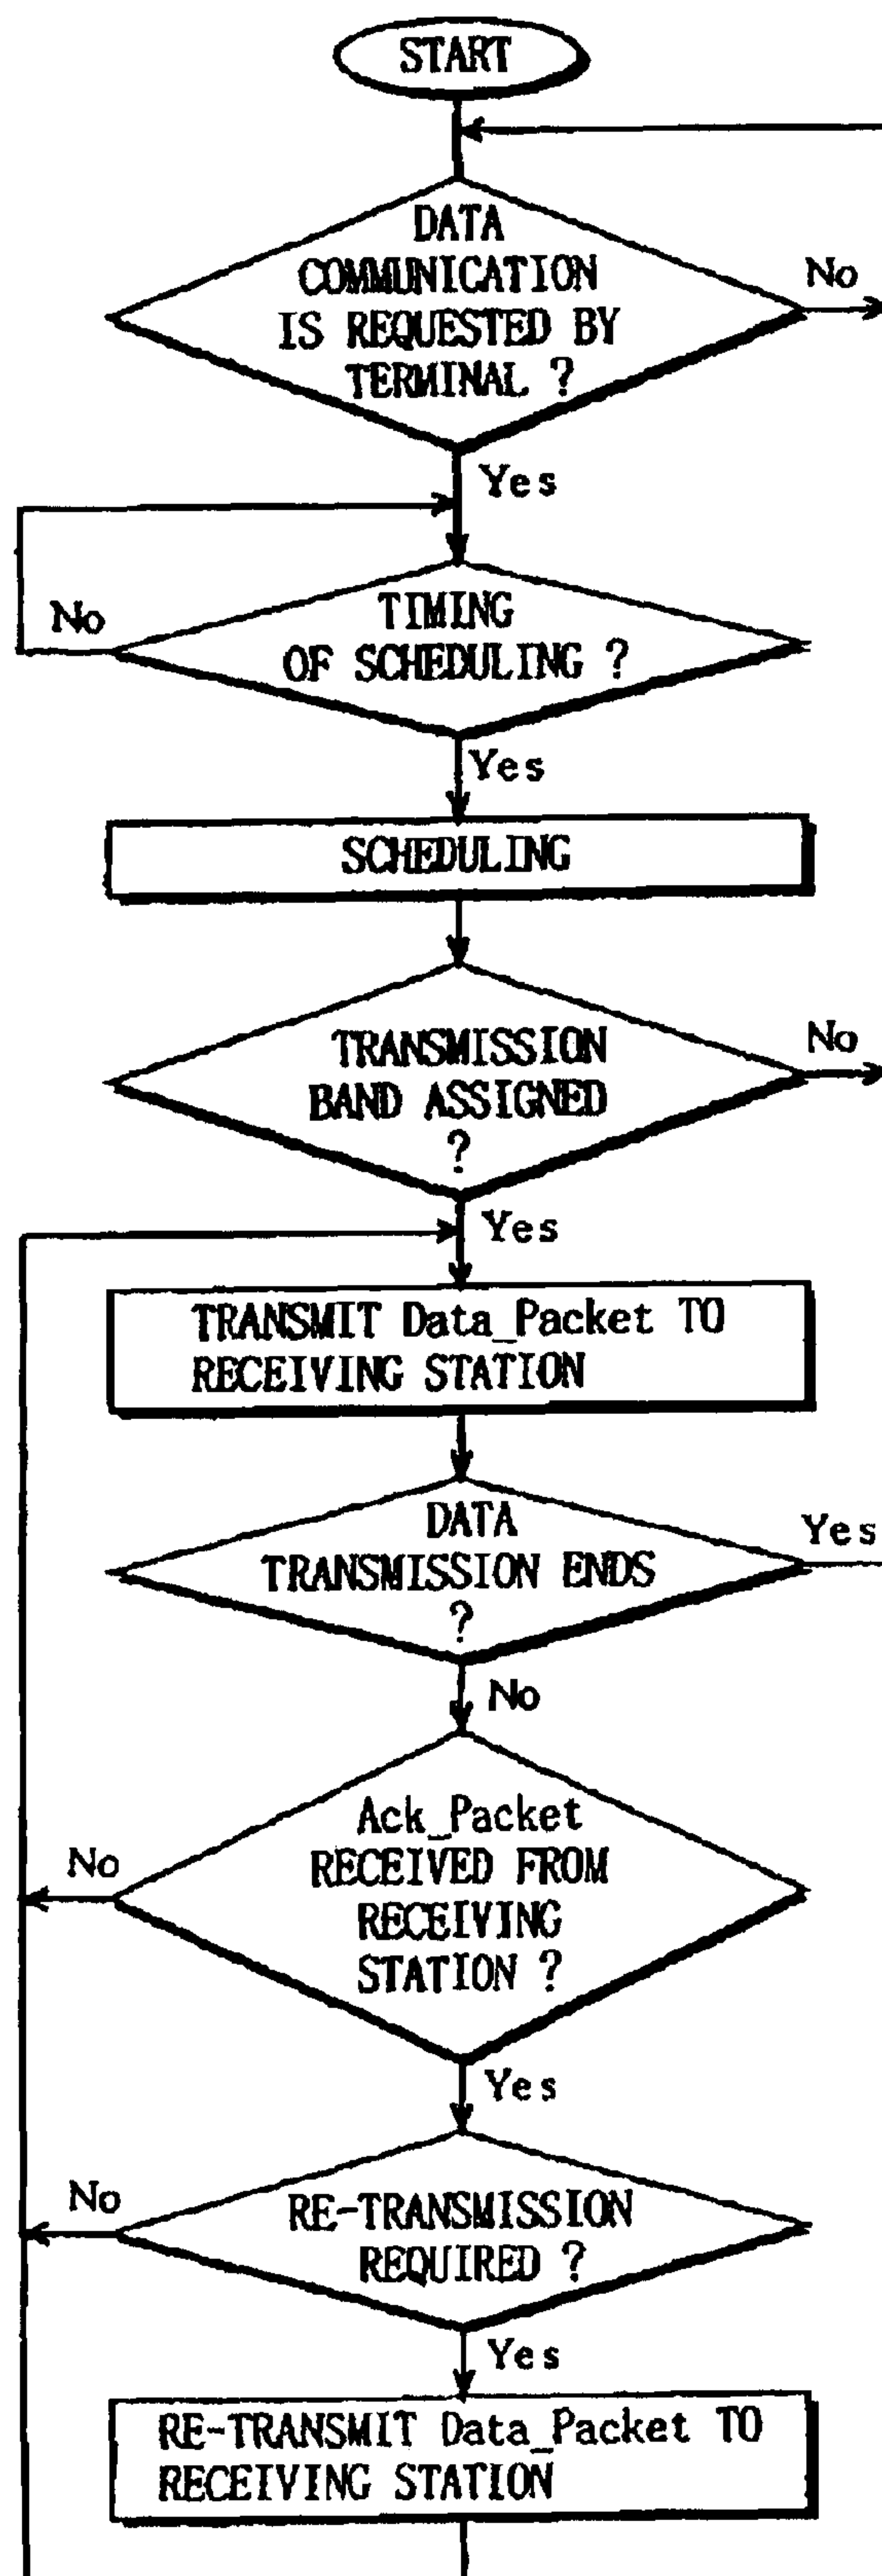 START
DATA
COMMUNICATION
IS REQUESTED BY
TERMINAL ?
No
Yes
No
TIMING
OF SCHEDULING ?
Yes
SCHEDULING
TRANSMISSION
BAND ASSIGNED
?
No
Yes
TRANSMIT Data_Packet TO
RECEIVING STATION
DATA
TRANSMISSION ENDS
?
Yes
No
Ack_Packet
RECEIVED FROM
RECEIVING
STATION ?
No
Yes
No
RE-TRANSMISSION
REQUIRED ?
Yes
RE-TRANSMIT Data_Packet TO
RECEIVING STATION